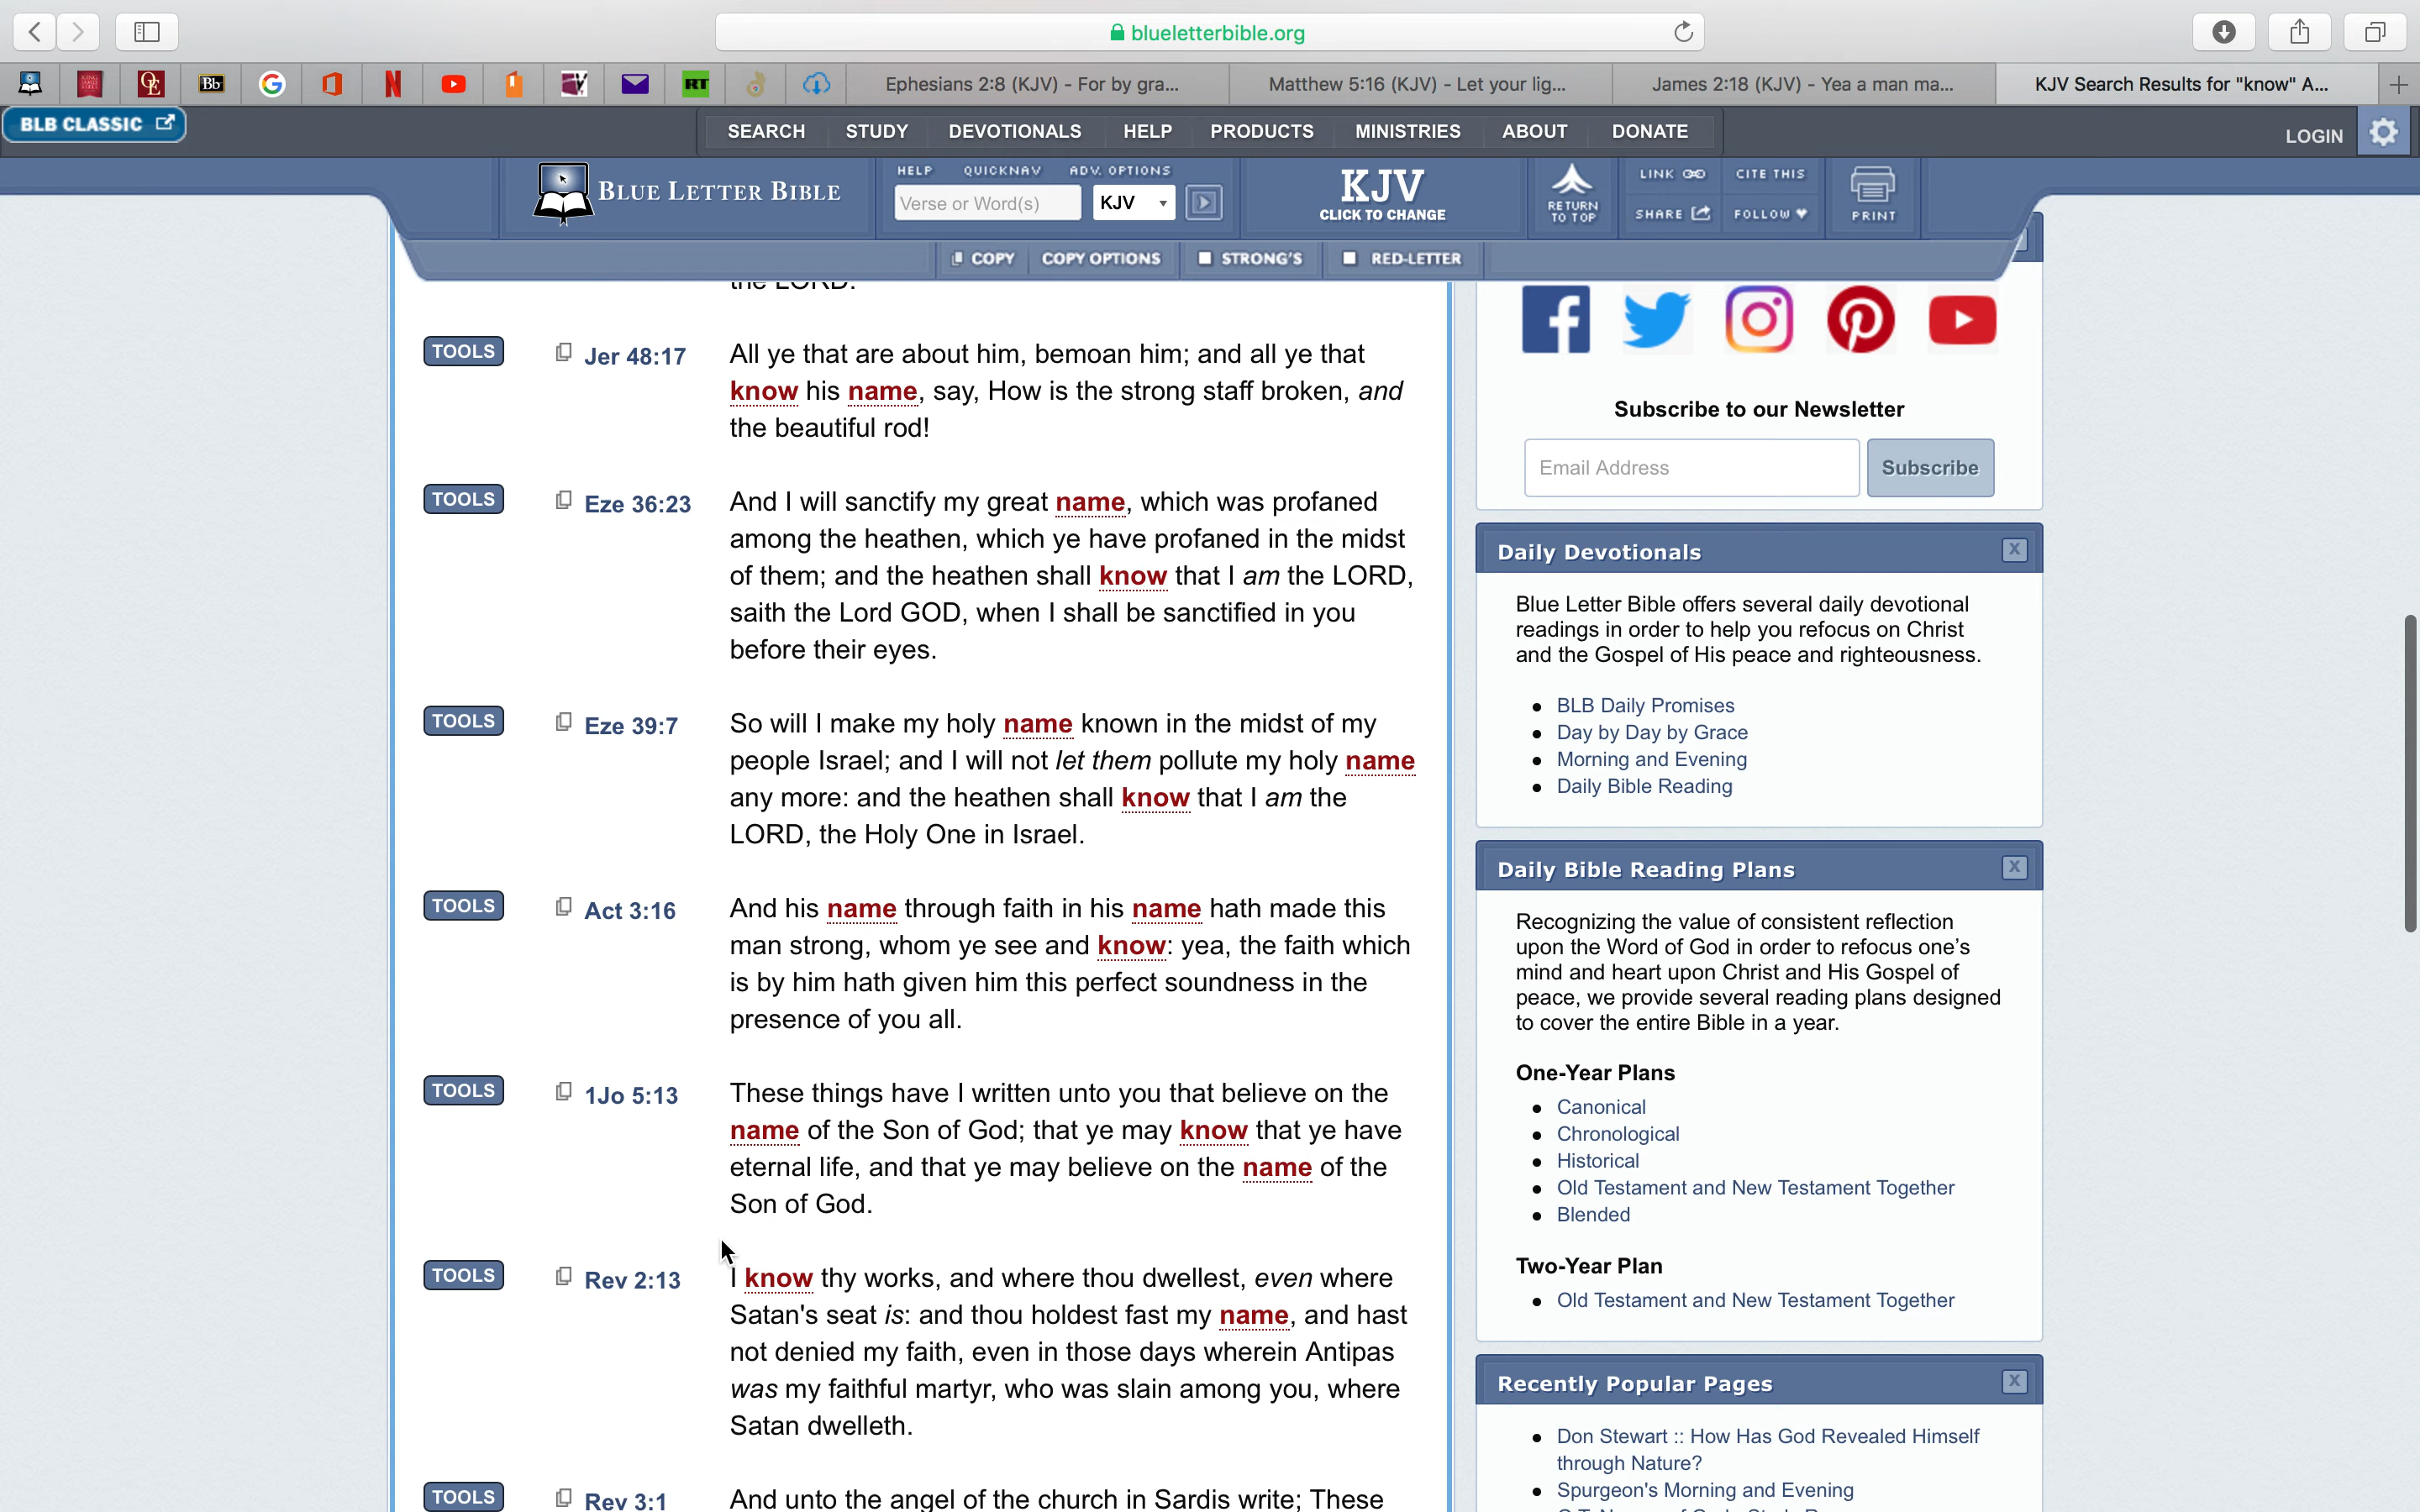 blueletterbible.org
Bb
RT
Ephesians 2:8 (KJV) - For by gra...
Matthew 5:16 (KJV) - Let your lig...
James 2:18 (KJV) - Yea a man ma...
KJV Search Results for "know" A...
BLB CLASSIC
SEARCH STUDY DEVOTIONALS HELP PRODUCTS MINISTRIES ABOUT DONATE
LOGIN
BLUE LETTER BIBLE
HELP QUICKNAV ADV. OPTIONS
Verse or Word(s)
KJV
KJV
CLICK TO CHANGE
RETURN
TO TOP
LINK CITE THIS
SHARE FOLLOW
PRINT
COPY COPY OPTIONS STRONG'S RED-LETTER
the LORD.
TOOLS Jer 48:17 All ye that are about him, bemoan him; and all ye that
know his name, say, How is the strong staff broken, and
the beautiful rod!
TOOLS Eze 36:23 And I will sanctify my great name, which was profaned
among the heathen, which ye have profaned in the midst
of them; and the heathen shall know that I am the LORD,
saith the Lord GOD, when I shall be sanctified in you
before their eyes.
TOOLS Eze 39:7 So will I make my holy name known in the midst of my
people Israel; and I will not let them pollute my holy name
any more: and the heathen shall know that I am the
LORD, the Holy One in Israel.
TOOLS Act 3:16 And his name through faith in his name hath made this
man strong, whom ye see and know: yea, the faith which
is by him hath given him this perfect soundness in the
presence of you all.
TOOLS 1Jo 5:13 These things have I written unto you that believe on the
name of the Son of God; that ye may know that ye have
eternal life, and that ye may believe on the name of the
Son of God.
TOOLS Rev 2:13 I know thy works, and where thou dwellest, even where
Satan's seat is: and thou holdest fast my name, and hast
not denied my faith, even in those days wherein Antipas
was my faithful martyr, who was slain among you, where
Satan dwelleth.
TOOLS Rev 3:1 And unto the angel of the church in Sardis write; These
Subscribe to our Newsletter
Email Address Subscribe
Daily Devotionals X
Blue Letter Bible offers several daily devotional
readings in order to help you refocus on Christ
and the Gospel of His peace and righteousness.
BLB Daily Promises
Day by Day by Grace
Morning and Evening
Daily Bible Reading
Daily Bible Reading Plans X
Recognizing the value of consistent reflection
upon the Word of God in order to refocus one's
mind and heart upon Christ and His Gospel of
peace, we provide several reading plans designed
to cover the entire Bible in a year.
One-Year Plans
Canonical
Chronological
Historical
Old Testament and New Testament Together
Blended
Two-Year Plan
Old Testament and New Testament Together
Recently Popular Pages X
Don Stewart :: How Has God Revealed Himself
through Nature?
Spurgeon's Morning and Evening